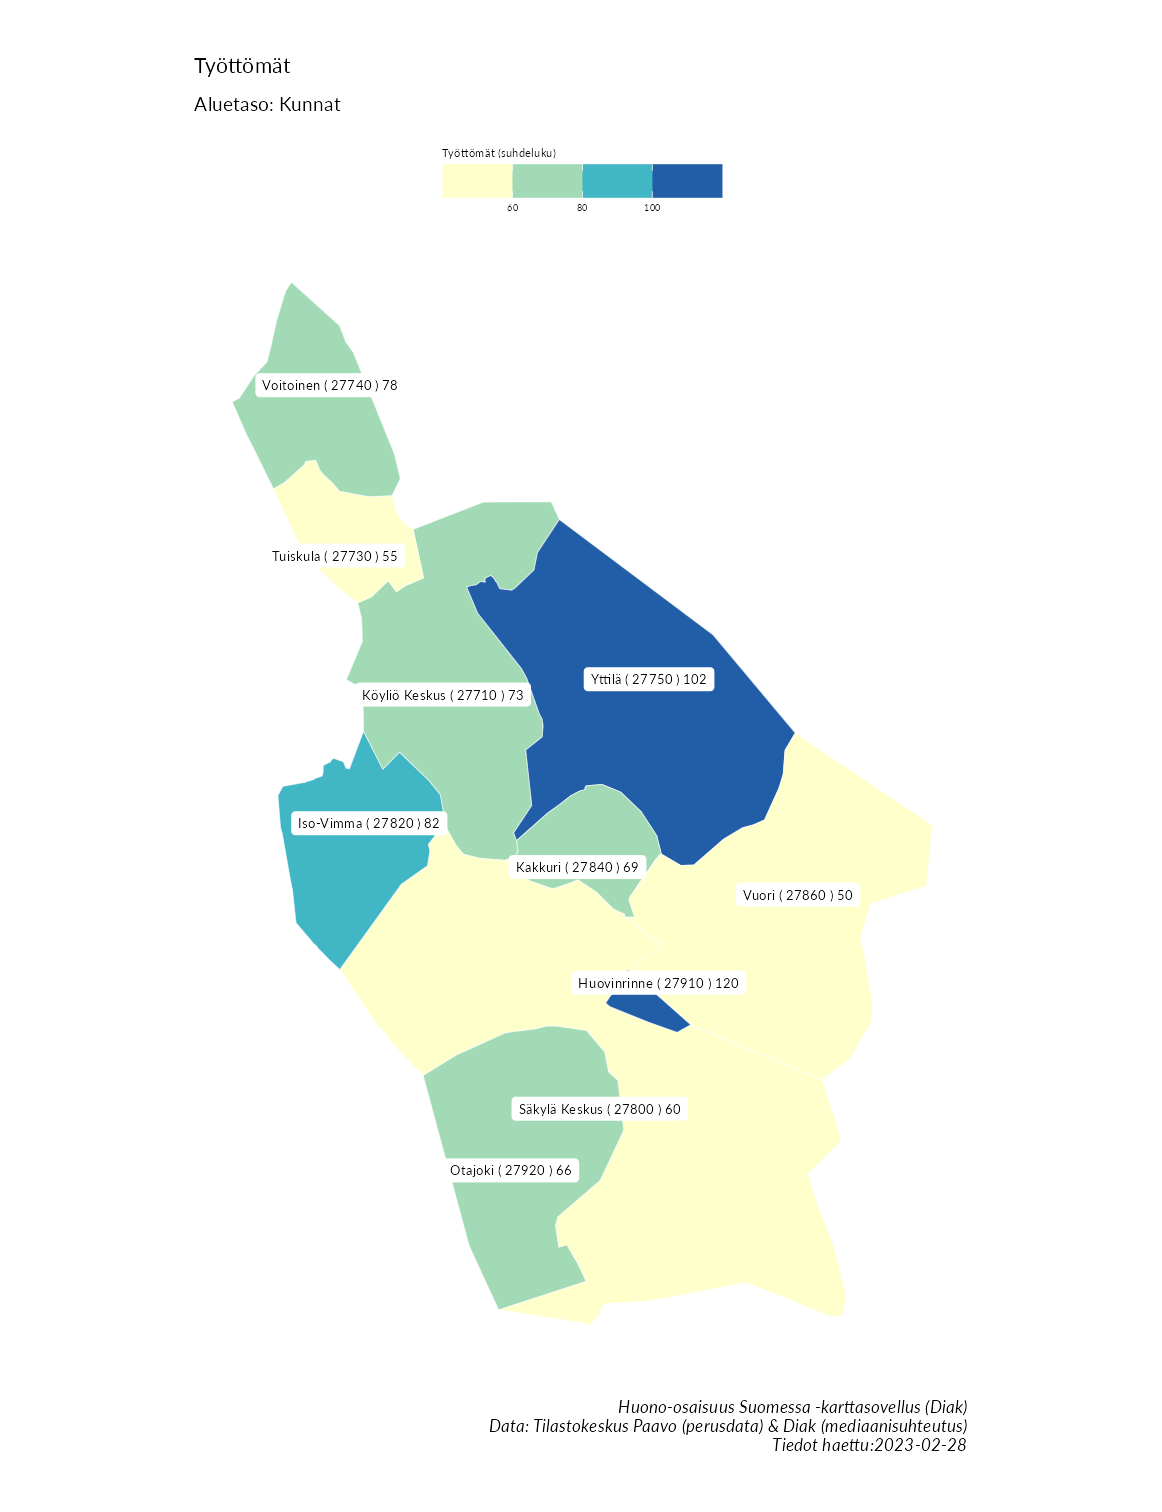 Työttömät
Aluetaso: Kunnat
Työttömät (suhdeluku)
60 80 100
Voitoinen ( 27740 ) 78
Tuiskula ( 27730 ) 55
Yttilä ( 27750 ) 102
Köyliö Keskus ( 27710 ) 73
Iso-Vimma ( 27820 ) 82
Kakkuri ( 27840 ) 69
Vuori ( 27860 ) 50
Huovinrinne ( 27910 ) 120
Säkylä Keskus ( 27800 ) 60
Otajoki ( 27920 ) 66
Huono-osaisuus Suomessa -karttasovellus (Diak)
Data: Tilastokeskus Paavo (perusdata) & Diak (mediaanisuhteutus)
Tiedot haettu:2023-02-28